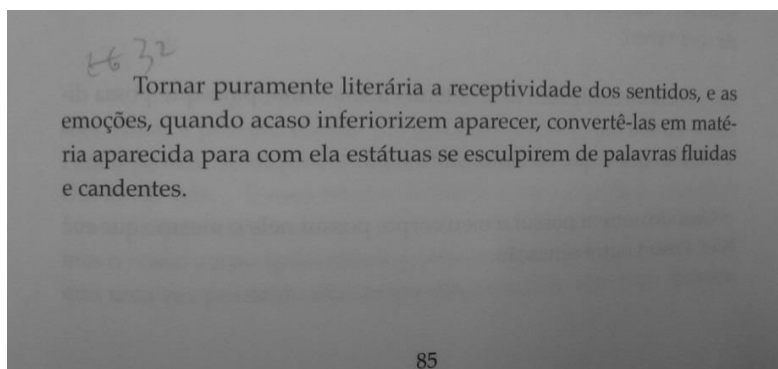 32
Tornar puramente literária a receptividade dos sentidos, e as
emoções, quando acaso inferiorizem aparecer, convertê-las em maté-
ria aparecida para com ela estátuas se esculpirem de palavras fluidas
e candentes.
85